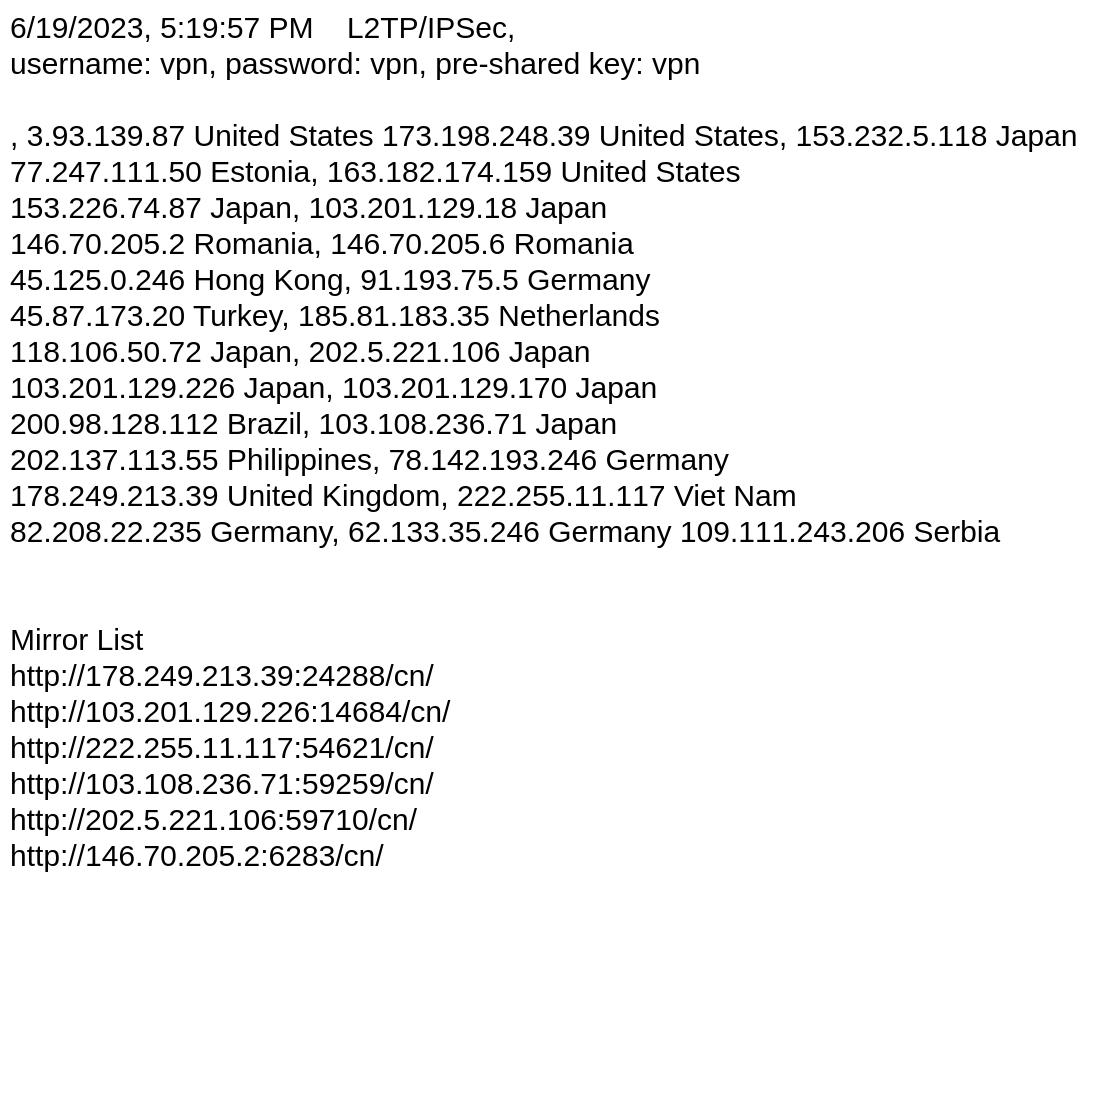 6/19/2023, 5:19:57 PM    L2TP/IPSec,
username: vpn, password: vpn, pre-shared key: vpn
, 3.93.139.87 United States 173.198.248.39 United States, 153.232.5.118 Japan
77.247.111.50 Estonia, 163.182.174.159 United States
153.226.74.87 Japan, 103.201.129.18 Japan
146.70.205.2 Romania, 146.70.205.6 Romania
45.125.0.246 Hong Kong, 91.193.75.5 Germany
45.87.173.20 Turkey, 185.81.183.35 Netherlands
118.106.50.72 Japan, 202.5.221.106 Japan
103.201.129.226 Japan, 103.201.129.170 Japan
200.98.128.112 Brazil, 103.108.236.71 Japan
202.137.113.55 Philippines, 78.142.193.246 Germany
178.249.213.39 United Kingdom, 222.255.11.117 Viet Nam
82.208.22.235 Germany, 62.133.35.246 Germany 109.111.243.206 Serbia
Mirror List
http://178.249.213.39:24288/cn/
http://103.201.129.226:14684/cn/
http://222.255.11.117:54621/cn/
http://103.108.236.71:59259/cn/
http://202.5.221.106:59710/cn/
http://146.70.205.2:6283/cn/